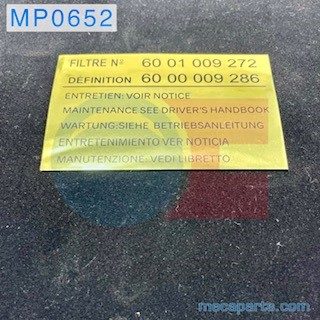 MP0652
FILTRE Nº 60 01 009 272
DEFINITION 60 00 009 286
ENTRETIEN: VOIR NOTICE
MAINTENANCE SEE DRIVER'S HANDBOOK
WARTUNG: SIEHE BETRIEBSANLEITUNG
ENTRETENIMIENTO VER NOTICIA
MANUTENZIONE: VEDI LIBRETTO
mecaparts.com